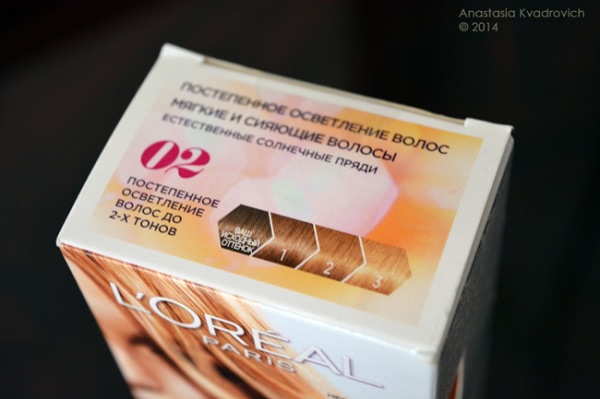 Anastasia Kvadrovich
© 2014
ПОСТЕПЕННОЕ ОСВЕТЛЕНИЕ ВОЛОС
МЯГКИЕ И СИЯЮЩИЕ ВОЛОСЫ
ЕСТЕСТВЕННЫЕ СОЛНЕЧНЫЕ ПРЯДИ
02
ПОСТЕПЕННОЕ
ОСВЕТЛЕНИЕ
ВОЛОС ДО
2-Х ТОНОВ
ВАШ
ИСХОДНЫЙ
ОТТЕНОК
1
2
3
L'ORÉAL
PARIS